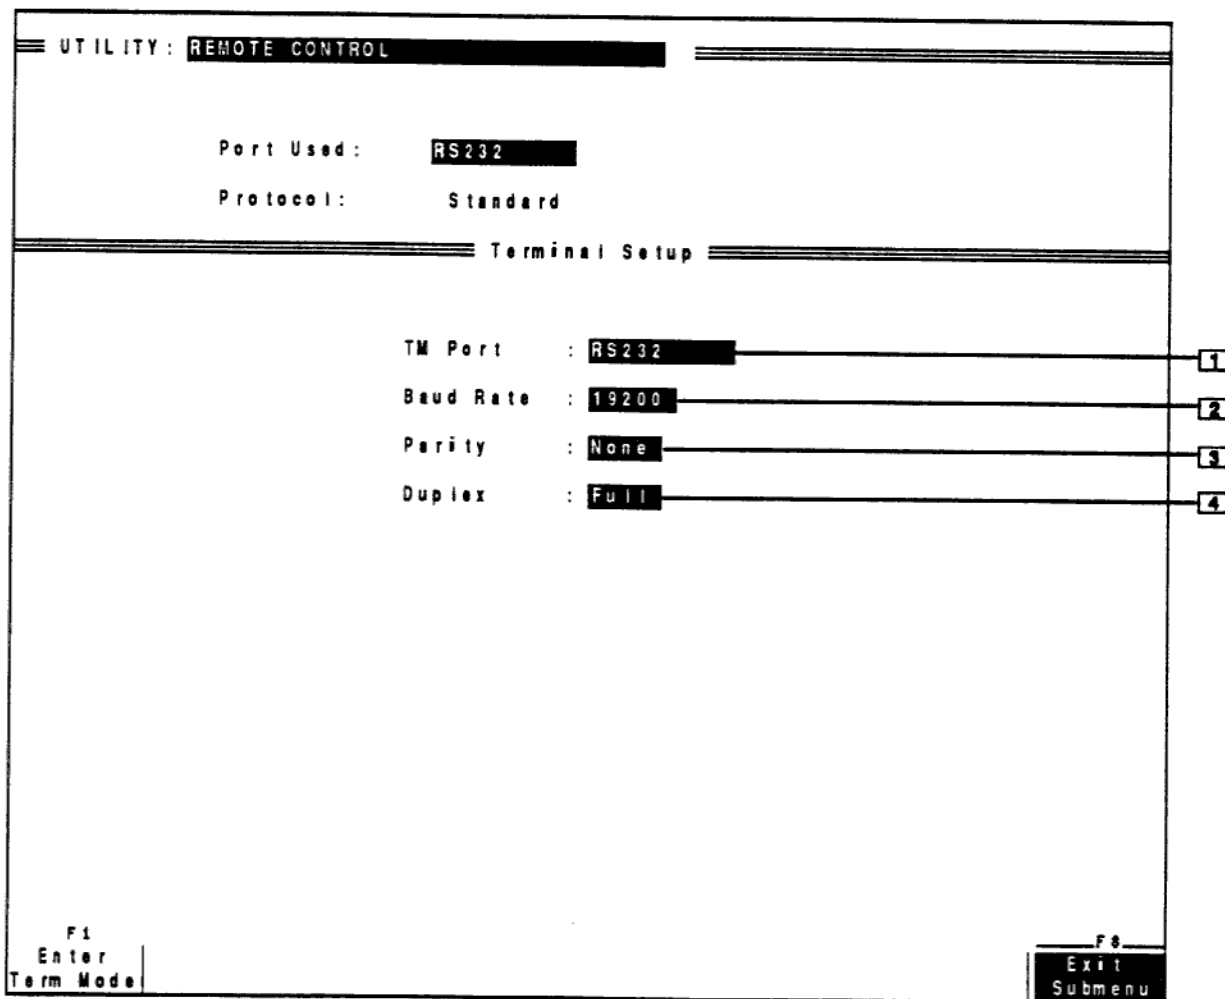 UTILITY: REMOTE CONTROL
Port Used: RS232
Protocol: Standard
Terminal Setup
TM Port : RS232 1
Baud Rate : 19200 2
Parity : None 3
Duplex : Full 4
F1
Enter
Term Mode
F8
Exit
Submenu